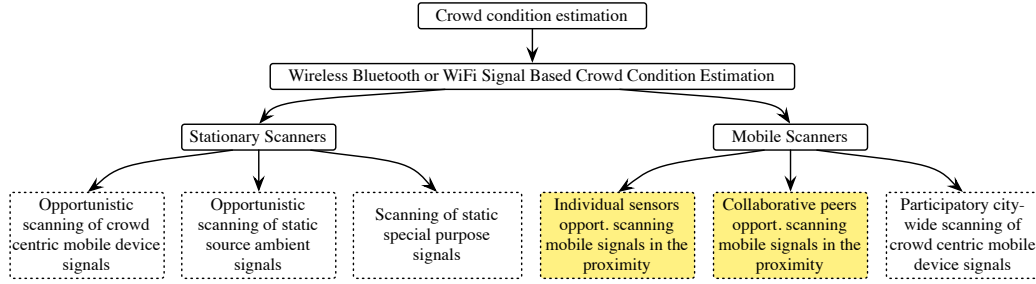 Crowd condition estimation
Wireless Bluetooth or WiFi Signal Based Crowd Condition Estimation
Stationary Scanners
Mobile Scanners
Opportunistic
scanning of crowd
centric mobile device
signals
Opportunistic
scanning of static
source ambient
signals
Scanning of static
special purpose
signals
Individual sensors
opport. scanning
mobile signals in the
proximity
Collaborative peers
opport. scanning
mobile signals in the
proximity
Participatory city-
wide scanning of
crowd centric mobile
device signals